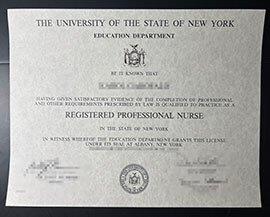 THE UNIVERSITY OF THE STATE OF NEW YORK
EDUCATION DEPARTMENT
BE IT KNOWN THAT
HAVING GIVEN SATISFACTORY EVIDENCE OF THE COMPLETION OF PROFESSIONAL
AND OTHER REQUIREMENTS PRESCRIBED BY LAW IS QUALIFIED TO PRACTICE AS A
REGISTERED PROFESSIONAL NURSE
IN THE STATE OF NEW YORK
IN WITNESS WHEREOF THE EDUCATION DEPARTMENT GRANTS THIS LICENSE
UNDER ITS SEAL AT ALBANY, NEW YORK